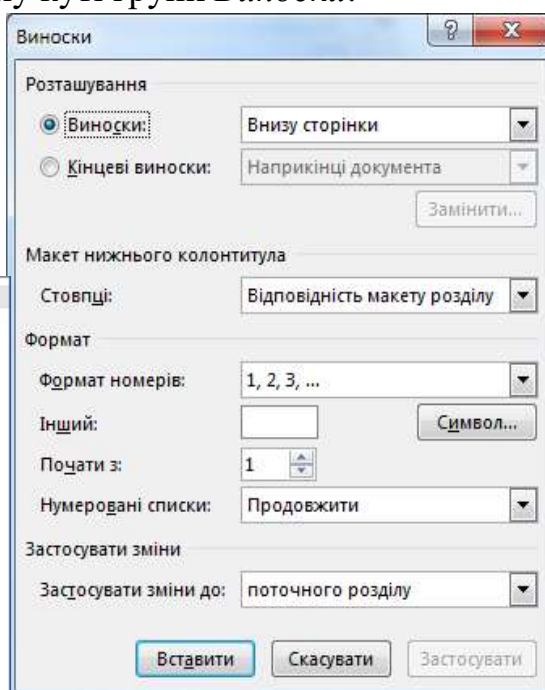 Виноски
Розташування
Виноски: Внизу сторінки
Кінцеві виноски: Наприкінці документа
Замінити...
Макет нижнього колонтитула
Стовпці: Відповідність макету розділу
Формат
Формат номерів: 1, 2, 3, ...
Інший: Символ...
Почати з: 1
Нумеровані списки: Продовжити
Застосувати зміни
Застосувати зміни до: поточного розділу
Вставити Скасувати Застосувати